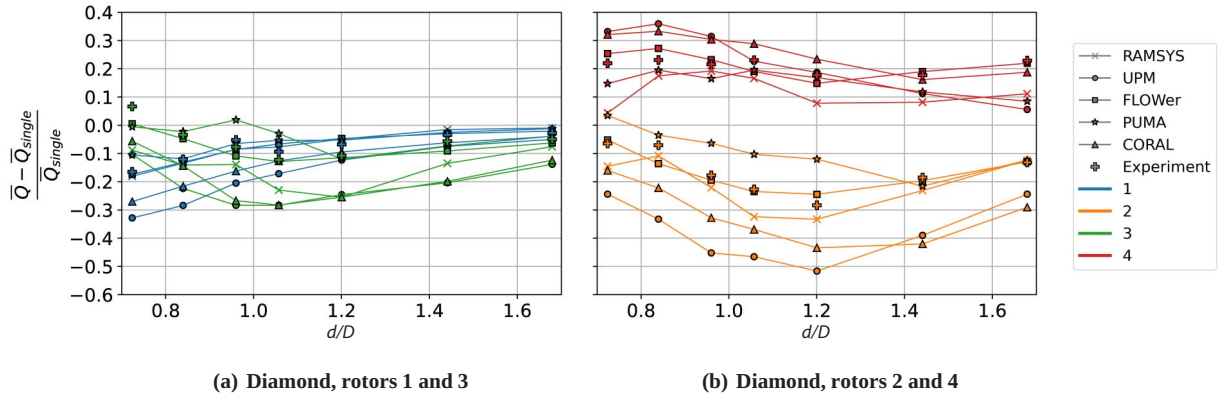 0.4
0.3
0.2
0.1
0.0
−0.1
−0.2
−0.3
−0.4
−0.5
−0.6
Q̅ − Q̅single
Q̅single
0.8 1.0 1.2 1.4 1.6
d/D
0.8 1.0 1.2 1.4 1.6
d/D
RAMSYS
UPM
FLOWer
PUMA
CORAL
Experiment
1
2
3
4
(a) Diamond, rotors 1 and 3
(b) Diamond, rotors 2 and 4